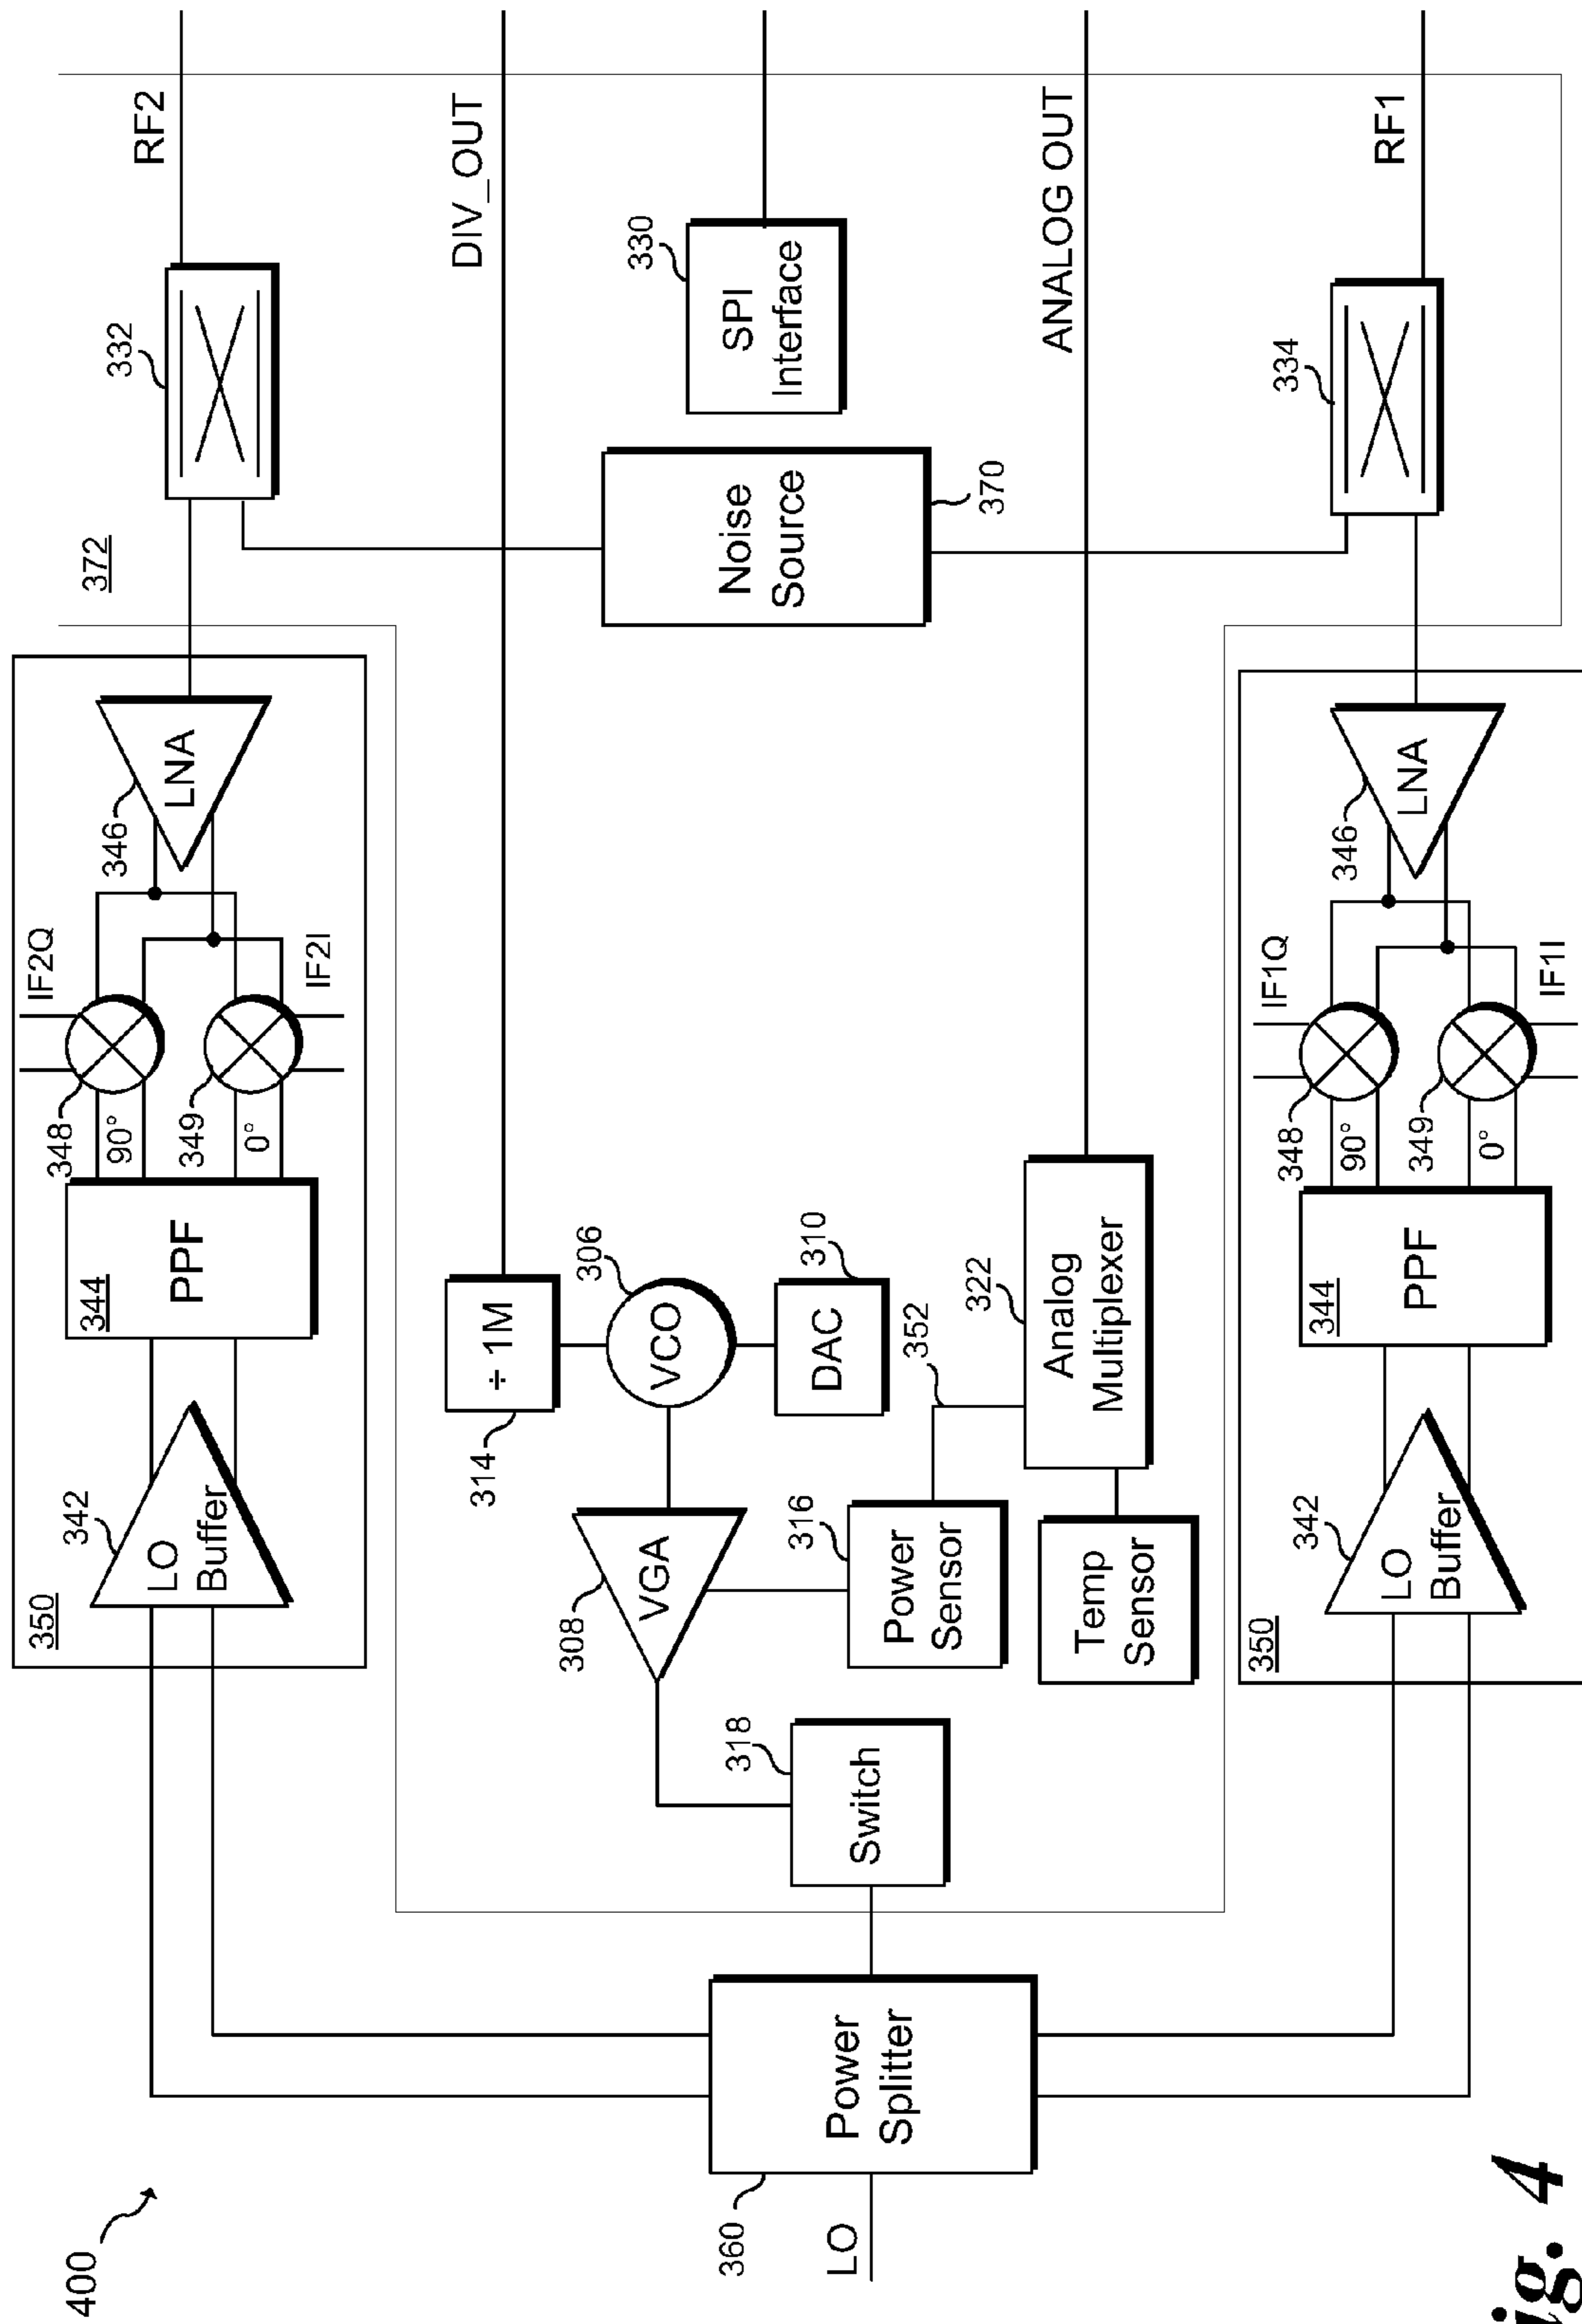 400
350
342
LO
Buffer
344
PPF
348
90°
349
0°
IF2Q
IF2I
346
LNA
372
332
RF2
314
÷ 1M
DIV_OUT
306
VCO
308
VGA
310
DAC
318
Switch
316
Power
Sensor
352
322
Analog
Multiplexer
Temp
Sensor
ANALOG OUT
Noise
Source
370
330
SPI
Interface
360
LO
Power
Splitter
350
342
LO
Buffer
344
PPF
348
90°
349
0°
IF1Q
IF1I
346
LNA
334
RF1
ig. 4